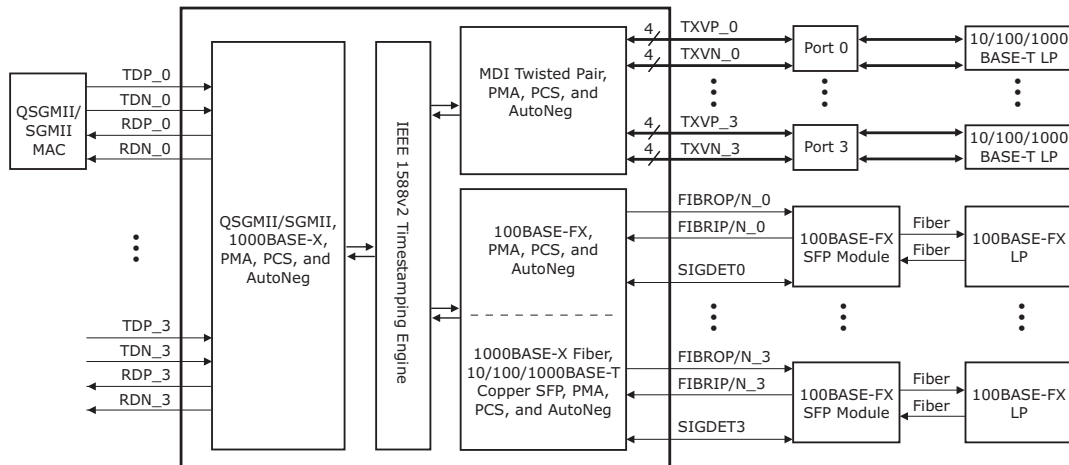 QSGMII/
SGMII
MAC
TDP_0
TDN_0
RDP_0
RDN_0
TDP_3
TDN_3
RDP_3
RDN_3
QSGMII/SGMII,
1000BASE-X,
PMA, PCS, and
AutoNeg
IEEE 1588v2 Timestamping Engine
MDI Twisted Pair,
PMA, PCS, and
AutoNeg
100BASE-FX,
PMA, PCS, and
AutoNeg
1000BASE-X Fiber,
10/100/1000BASE-T
Copper SFP, PMA,
PCS, and AutoNeg
4
TXVP_0
4
TXVN_0
4
TXVP_3
4
TXVN_3
Port 0
Port 3
10/100/1000
BASE-T LP
10/100/1000
BASE-T LP
FIBROP/N_0
FIBRIP/N_0
SIGDET0
100BASE-FX
SFP Module
Fiber
Fiber
100BASE-FX
LP
FIBROP/N_3
FIBRIP/N_3
SIGDET3
100BASE-FX
SFP Module
Fiber
Fiber
100BASE-FX
LP